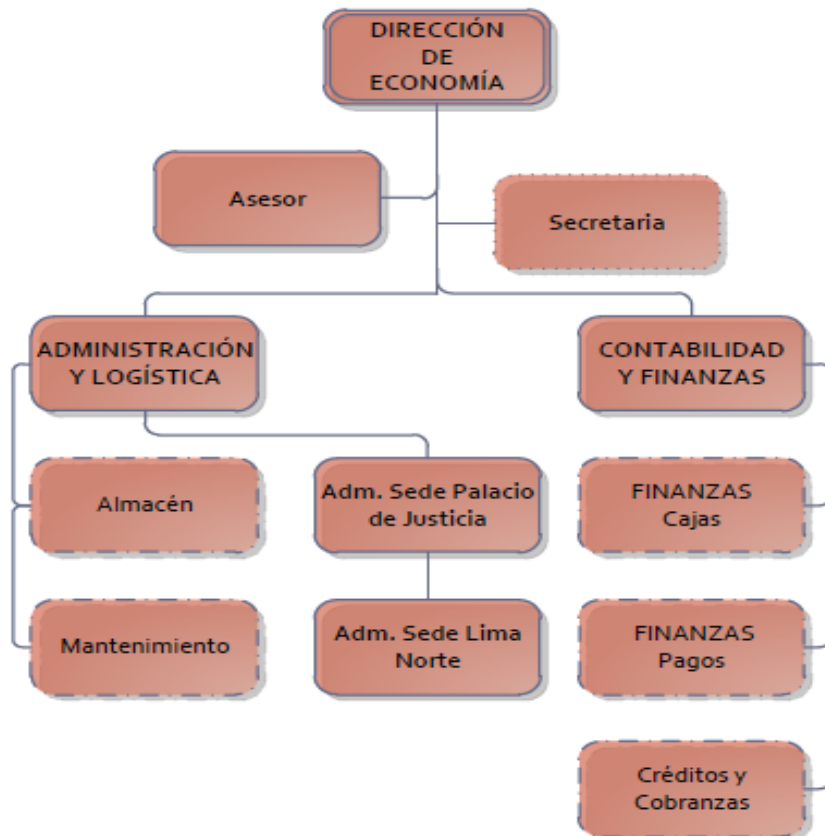 DIRECCIÓN
DE
ECONOMÍA
Asesor
Secretaria
ADMINISTRACIÓN
Y LOGÍSTICA
CONTABILIDAD
Y FINANZAS
Almacén
Adm. Sede Palacio
de Justicia
FINANZAS
Cajas
Mantenimiento
Adm. Sede Lima
Norte
FINANZAS
Pagos
Créditos y
Cobranzas